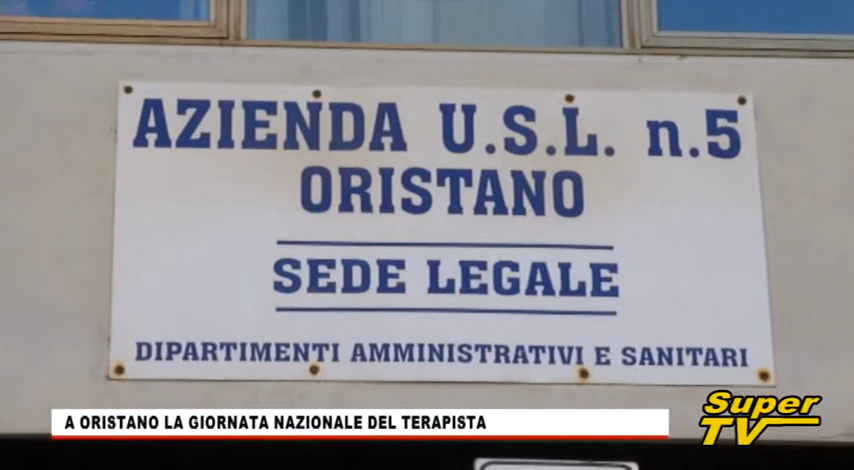 AZIENDA U.S.L. n.5
ORISTANO
SEDE LEGALE
DIPARTIMENTI AMMINISTRATIVI E SANITARI
A ORISTANO LA GIORNATA NAZIONALE DEL TERAPISTA
Super
TV